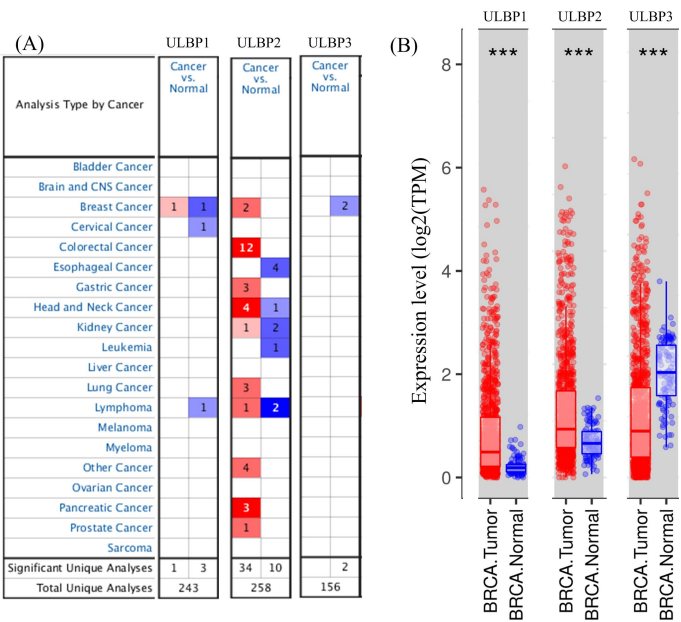 (A)
ULBP1 ULBP2 ULBP3
Analysis Type by Cancer
Cancer vs. Normal Cancer vs. Normal Cancer vs. Normal
Bladder Cancer
Brain and CNS Cancer
Breast Cancer 1 1 2 2
Cervical Cancer 1
Colorectal Cancer 12
Esophageal Cancer 4
Gastric Cancer 3
Head and Neck Cancer 4 1
Kidney Cancer 1 2
Leukemia 1
Liver Cancer
Lung Cancer 3
Lymphoma 1 1 2
Melanoma
Myeloma
Other Cancer 4
Ovarian Cancer
Pancreatic Cancer 3
Prostate Cancer 1
Sarcoma
Significant Unique Analyses 1 3 34 10 2
Total Unique Analyses 243 258 156
(B)
ULBP1 ULBP2 ULBP3
*** *** ***
Expression level (log2(TPM)
8
6
4
2
0
BRCA.Tumor
BRCA.Normal
BRCA.Tumor
BRCA.Normal
BRCA.Tumor
BRCA.Normal